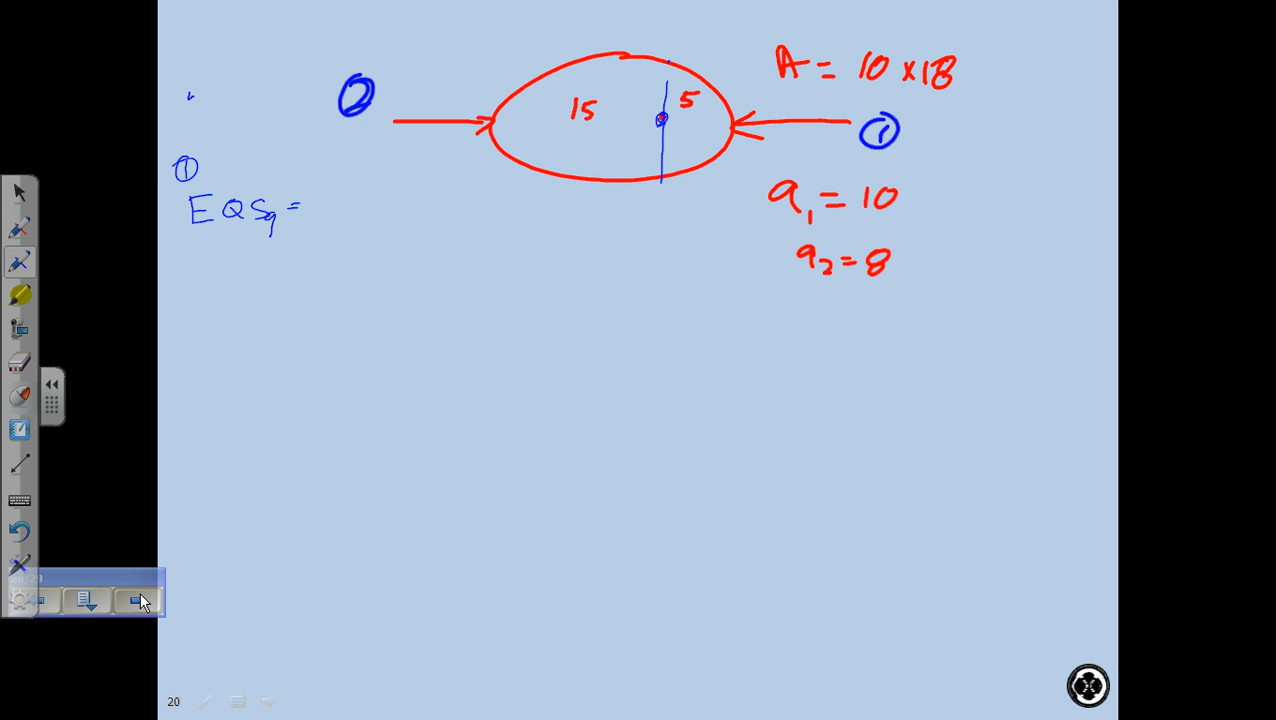 A = 10 × 18
②
15
5
①
①
a₁ = 10
EQSq =
a₂ = 8
20